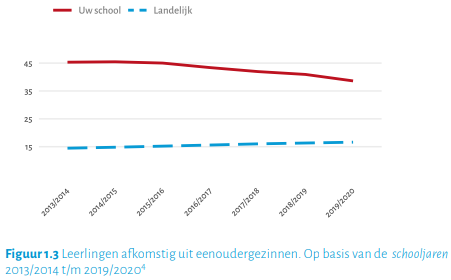 Uw school Landelijk
45
35
25
15
2013/2014 2014/2015 2015/2016 2016/2017 2017/2018 2018/2019 2019/2020
Figuur 1.3 Leerlingen afkomstig uit eenoudergezinnen. Op basis van de schooljaren
2013/2014 t/m 2019/2020⁴